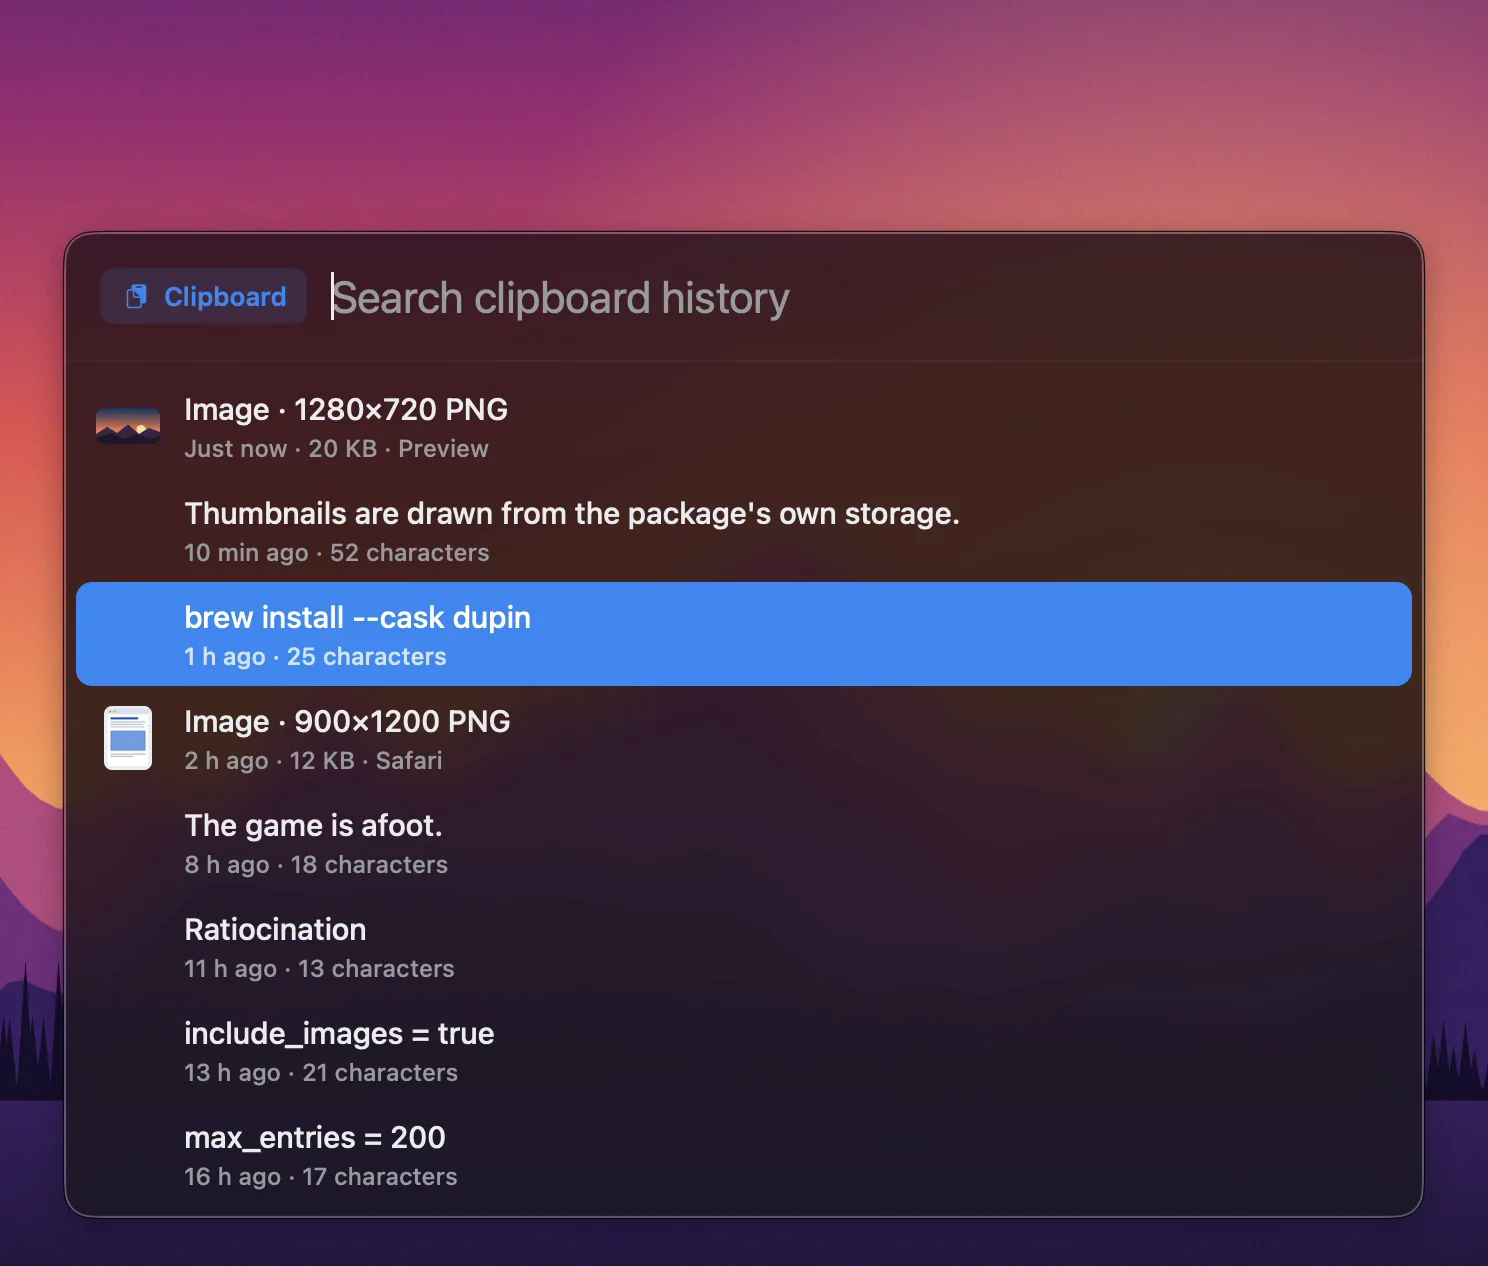 Clipboard Search clipboard history
Image · 1280×720 PNG
Just now · 20 KB · Preview
Thumbnails are drawn from the package's own storage.
10 min ago · 52 characters
brew install --cask dupin
1 h ago · 25 characters
Image · 900×1200 PNG
2 h ago · 12 KB · Safari
The game is afoot.
8 h ago · 18 characters
Ratiocination
11 h ago · 13 characters
include_images = true
13 h ago · 21 characters
max_entries = 200
16 h ago · 17 characters